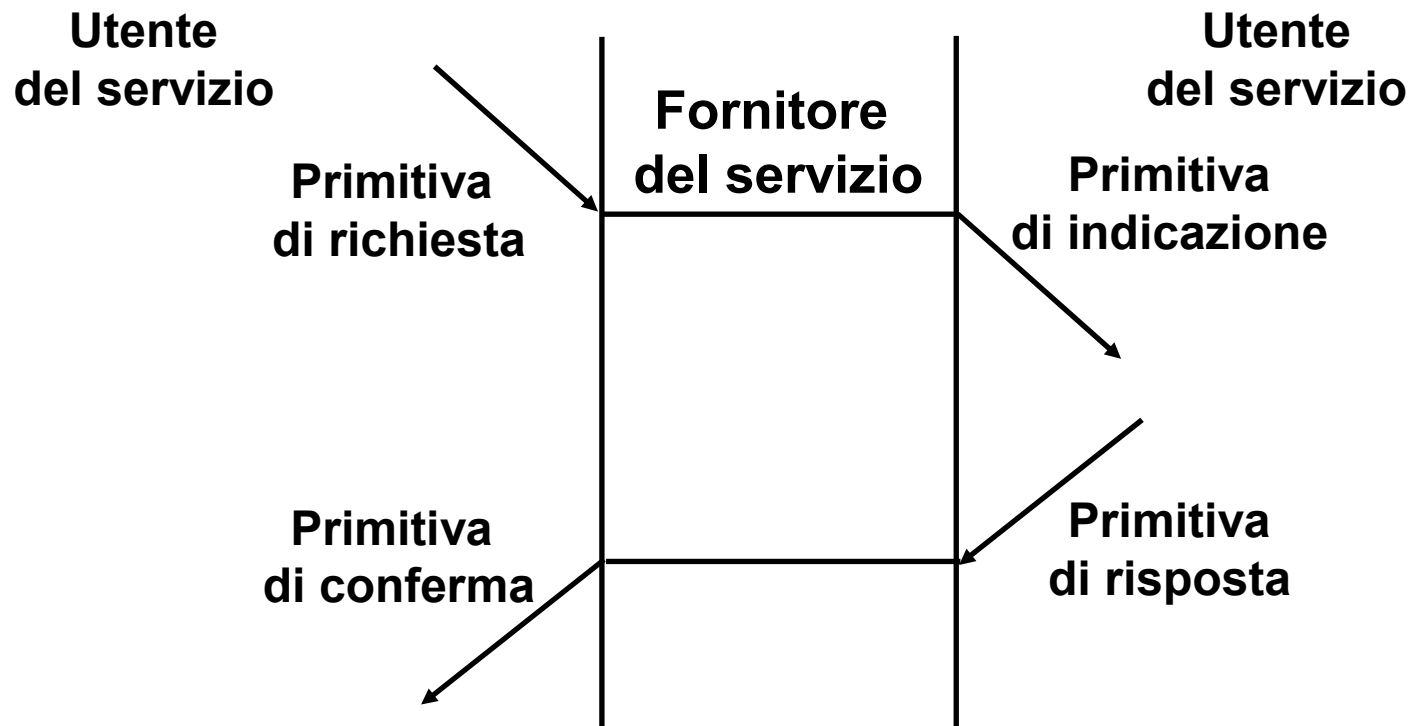 Utente
del servizio
Utente
del servizio
Fornitore
del servizio
Primitiva
di richiesta
Primitiva
di indicazione
Primitiva
di conferma
Primitiva
di risposta